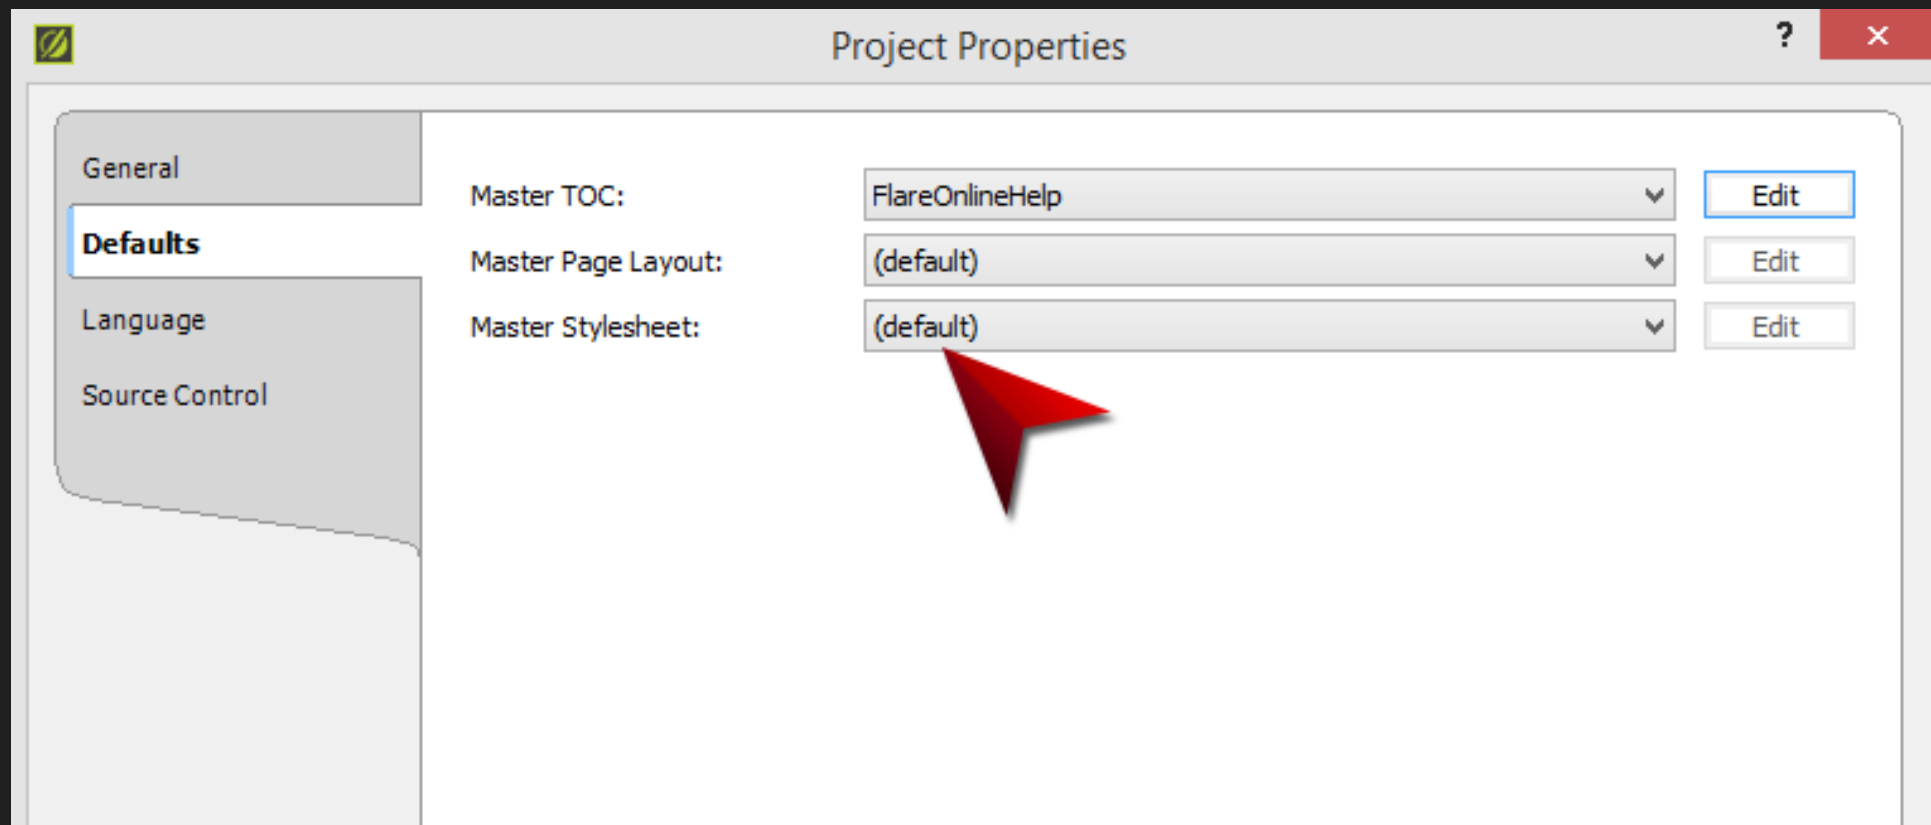 Project Properties
?
General
Defaults
Language
Source Control
Master TOC: FlareOnlineHelp Edit
Master Page Layout: (default) Edit
Master Stylesheet: (default) Edit